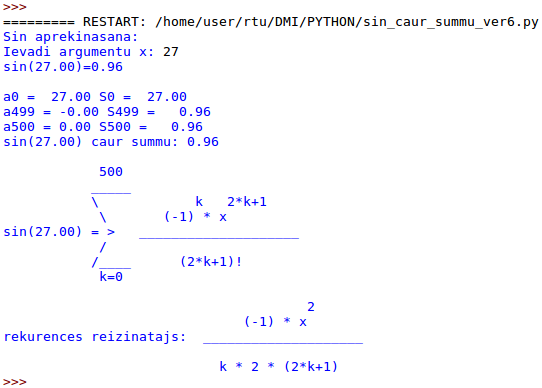 >>>
========= RESTART: /home/user/rtu/DMI/PYTHON/sin_caur_summu_ver6.py
Sin aprekinasana:
Ievadi argumentu x: 27
sin(27.00)=0.96

a0 =  27.00 S0 =  27.00
a499 = -0.00 S499 =   0.96
a500 = 0.00 S500 =   0.96
sin(27.00) caur summu: 0.96

            500
           _____
           \            k   2*k+1
            \       (-1) * x
sin(27.00) = >   ____________________
            /
           /____      (2*k+1)!
            k=0

                                      2
                              (-1) * x
rekurences reizinatajs:  ____________________

                           k * 2 * (2*k+1)
>>>